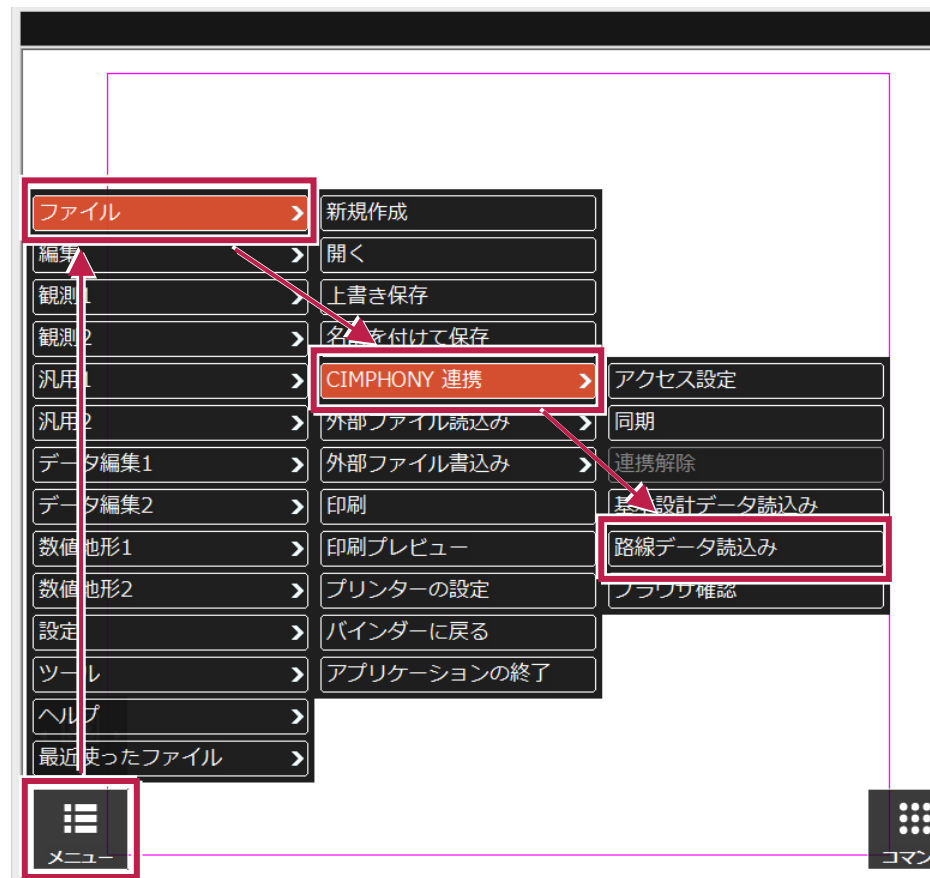 ファイル
編集
観測1
観測2
汎用1
汎用2
データ編集1
データ編集2
数値地形1
数値地形2
設定
ツール
ヘルプ
最近使ったファイル
新規作成
開く
上書き保存
名前を付けて保存
CIMPHONY 連携
外部ファイル読込み
外部ファイル書込み
印刷
印刷プレビュー
プリンターの設定
バインダーに戻る
アプリケーションの終了
アクセス設定
同期
連携解除
基本設計データ読込み
路線データ読込み
ブラウザ確認
メニュー
コマン